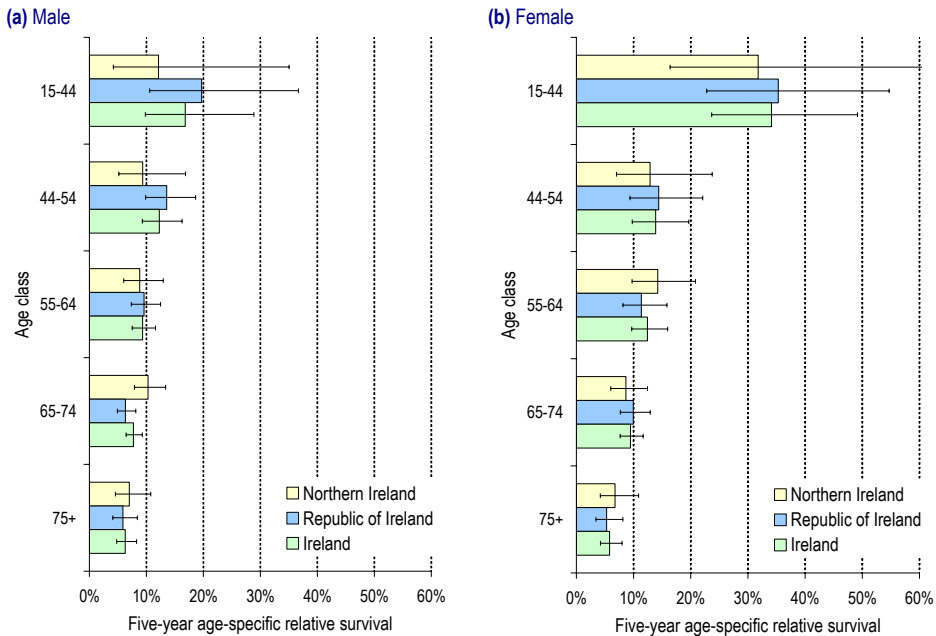 (a) Male
Age class
15-44
44-54
55-64
65-74
75+
Northern Ireland
Republic of Ireland
Ireland
0% 10% 20% 30% 40% 50% 60%
Five-year age-specific relative survival
(b) Female
Age class
15-44
44-54
55-64
65-74
75+
Northern Ireland
Republic of Ireland
Ireland
0% 10% 20% 30% 40% 50% 60%
Five-year age-specific relative survival